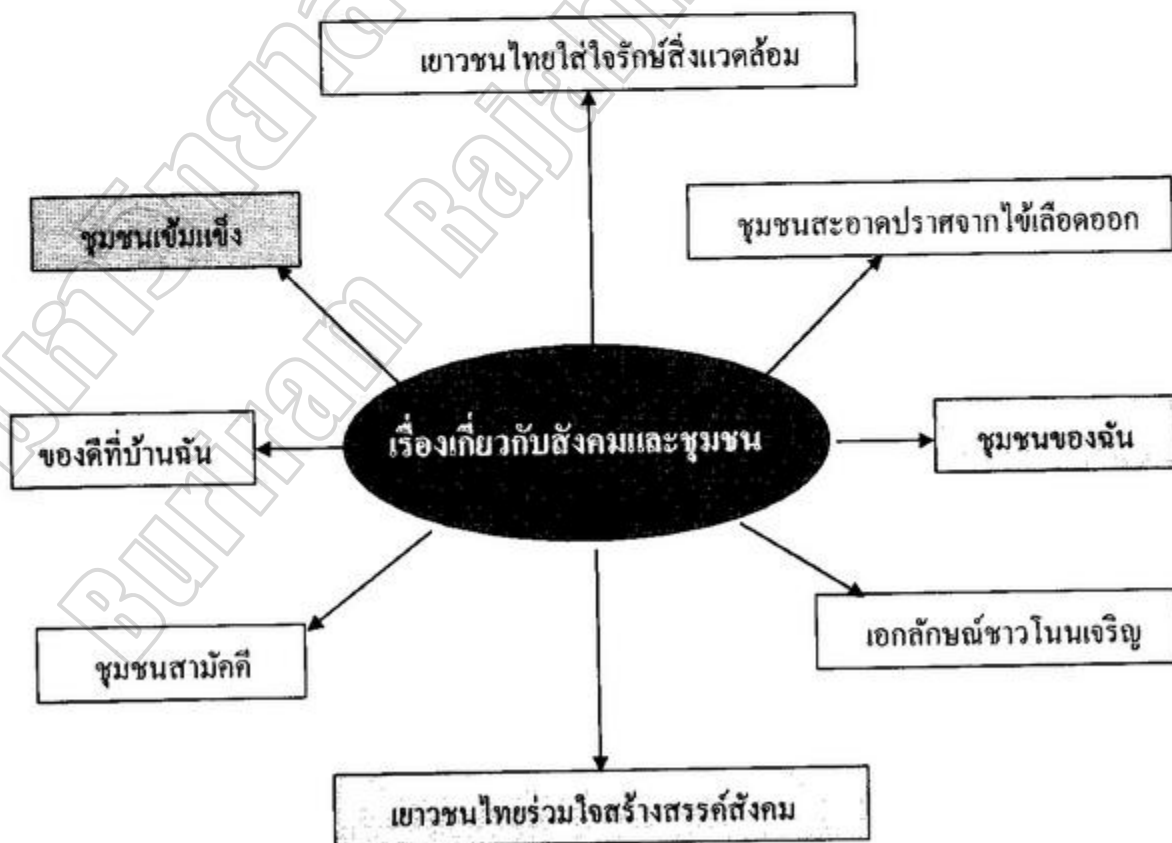 เยาวชนไทยใส่ใจรักษ์สิ่งแวดล้อม
ชุมชนเข้มแข็ง
ชุมชนสะอาดปราศจากไข้เลือดออก
เรื่องเกี่ยวกับสังคมและชุมชน
ของดีที่บ้านฉัน
ชุมชนของฉัน
เอกลักษณ์ชาวโนนเจริญ
ชุมชนสามัคคี
เยาวชนไทยร่วมใจสร้างสรรค์สังคม
Buriram Rajabh